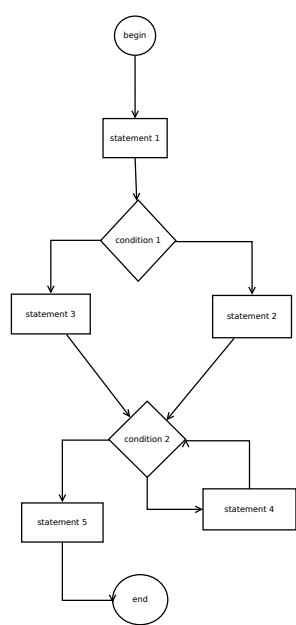 begin
statement 1
condition 1
statement 3
statement 2
condition 2
statement 5
statement 4
end